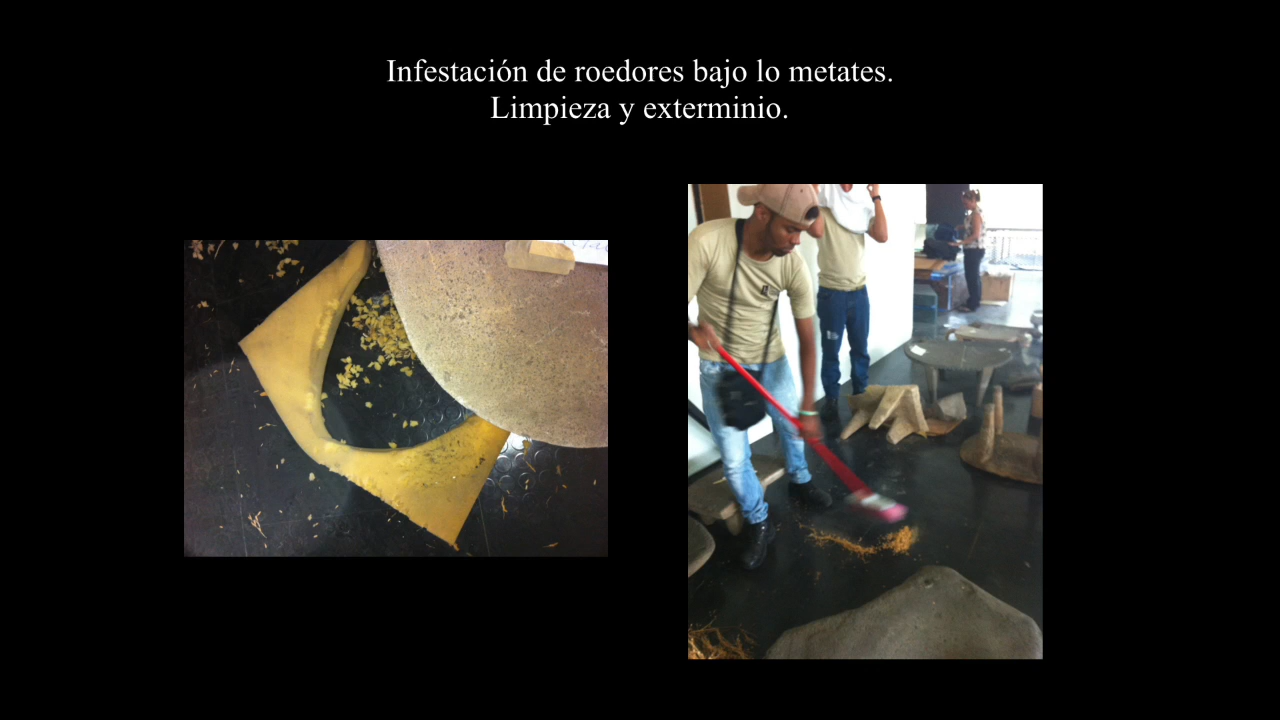 Infestación de roedores bajo lo metates.
Limpieza y exterminio.